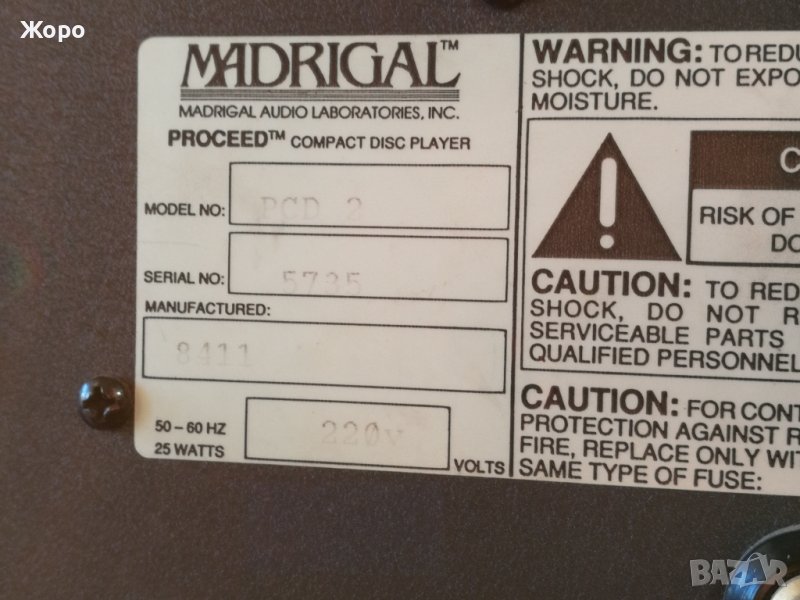 Жоро
MADRIGAL™
MADRIGAL AUDIO LABORATORIES, INC.
PROCEED™ COMPACT DISC PLAYER
MODEL NO: PCD 2
SERIAL NO: 5735
MANUFACTURED:
8411
50 – 60 HZ
25 WATTS
220v VOLTS
WARNING: TO REDU
SHOCK, DO NOT EXPO
MOISTURE.
C
RISK OF
DO
CAUTION: TO RED
SHOCK, DO NOT R
SERVICEABLE PARTS
QUALIFIED PERSONNEL
CAUTION: FOR CONT
PROTECTION AGAINST R
FIRE, REPLACE ONLY WI
SAME TYPE OF FUSE:
BAZAR